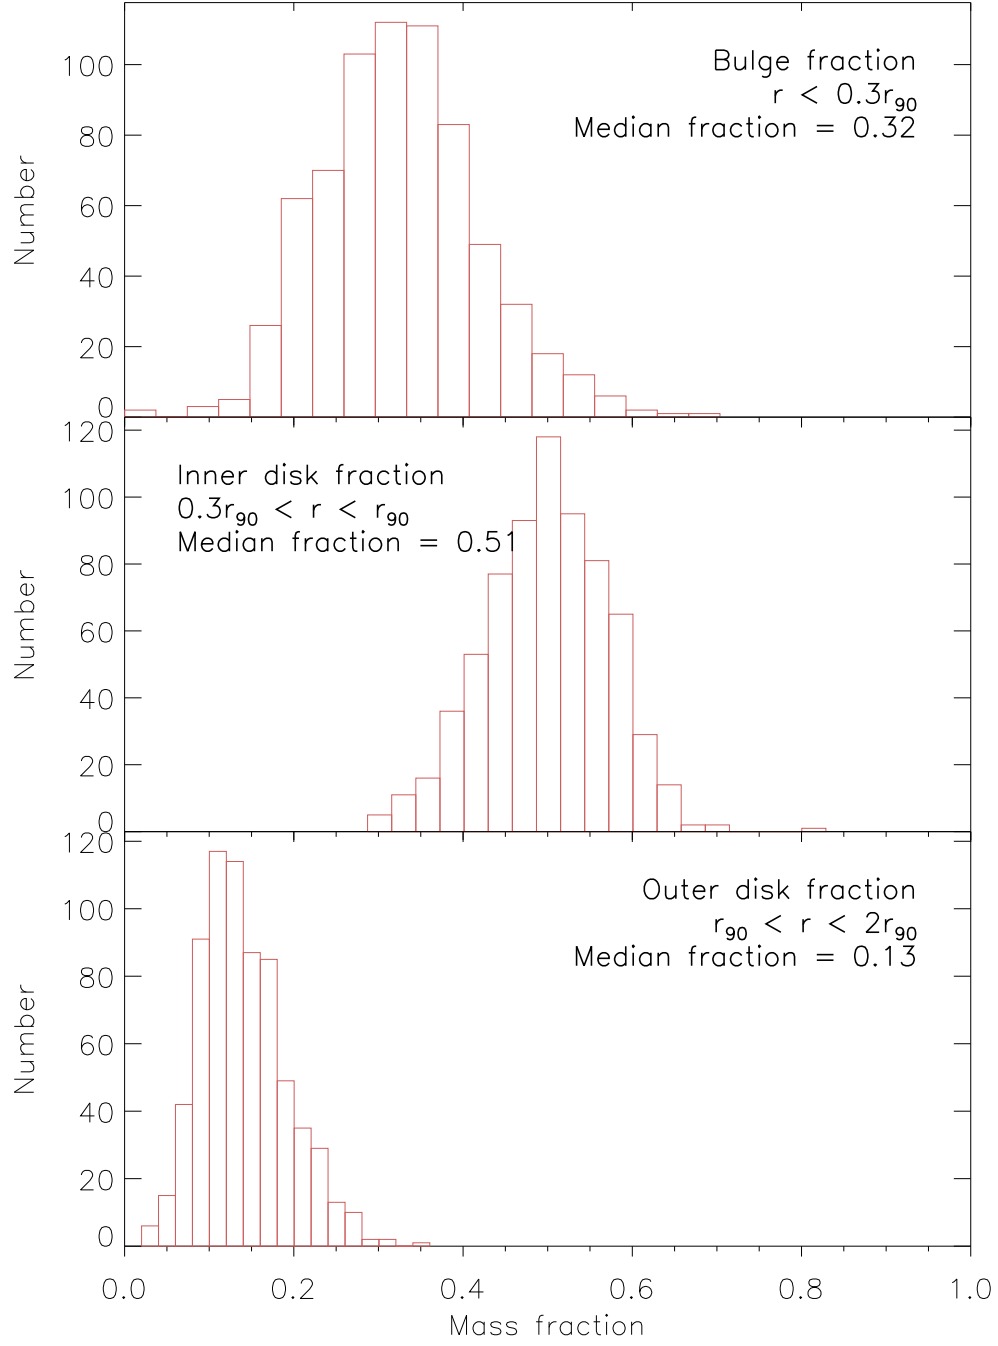 Bulge fraction
r < 0.3r90
Median fraction = 0.32
100
80
60
40
20
0
Number
Inner disk fraction
0.3r90 < r < r90
Median fraction = 0.51
120
100
80
60
40
20
0
Number
Outer disk fraction
r90 < r < 2r90
Median fraction = 0.13
120
100
80
60
40
20
0
Number
0.0 0.2 0.4 0.6 0.8 1.0
Mass fraction